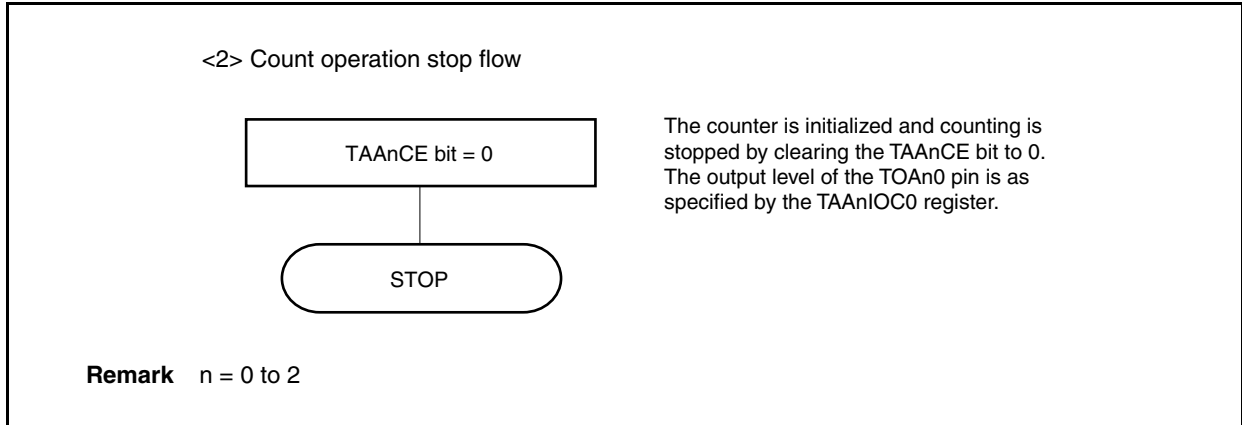 <2> Count operation stop flow
TAAnCE bit = 0
The counter is initialized and counting is
stopped by clearing the TAAnCE bit to 0.
The output level of the TOAn0 pin is as
specified by the TAAnIOC0 register.
STOP
Remark n = 0 to 2